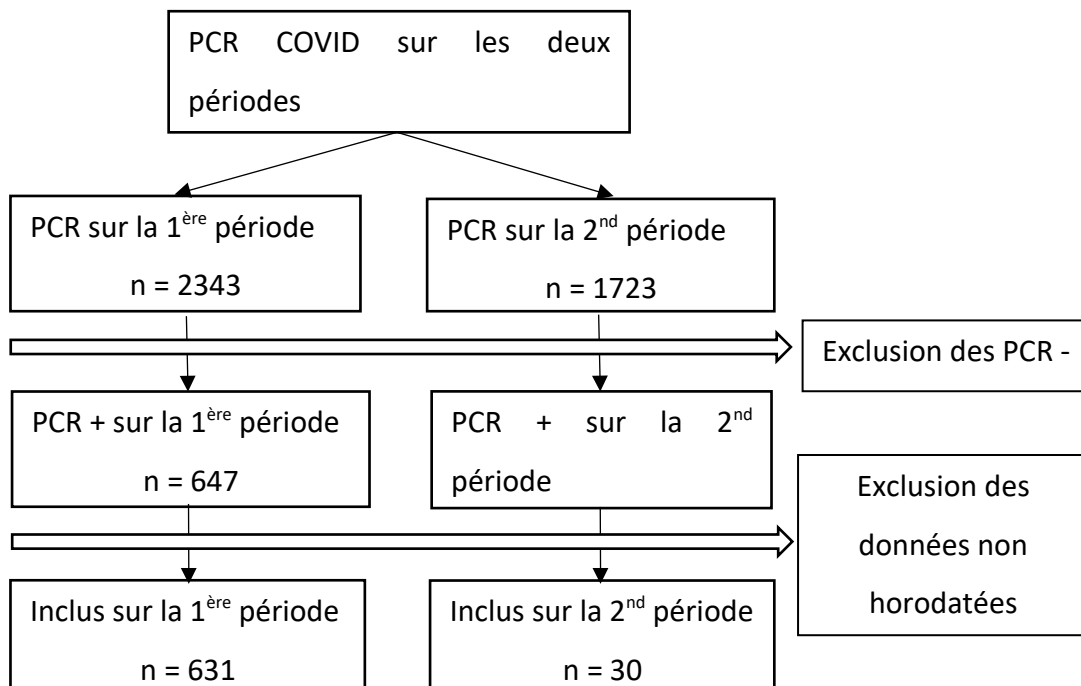 PCR COVID sur les deux
périodes
PCR sur la 1ère période
n = 2343
PCR sur la 2nd période
n = 1723
Exclusion des PCR -
PCR + sur la 1ère période
n = 647
PCR + sur la 2nd
période
Exclusion des
données non
horodatées
Inclus sur la 1ère période
n = 631
Inclus sur la 2nd période
n = 30